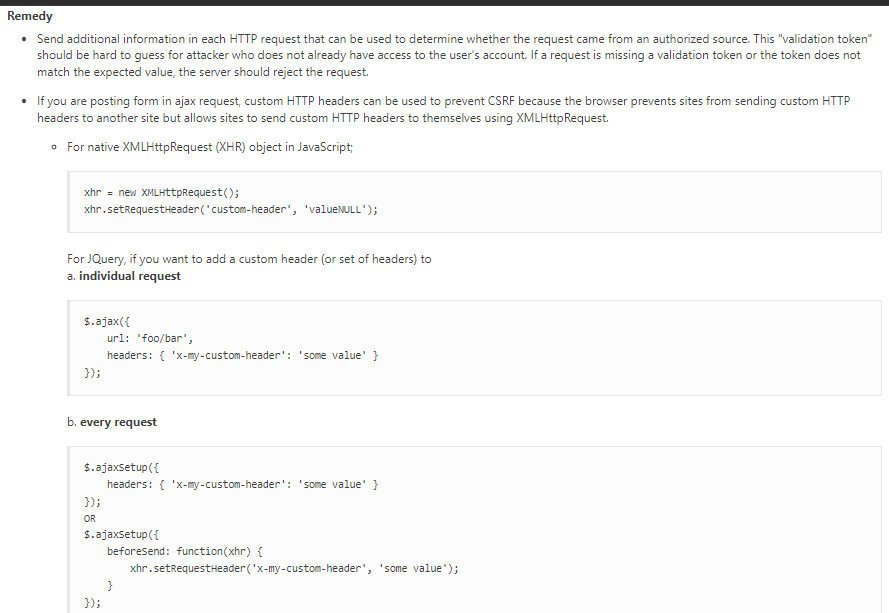 Remedy
• Send additional information in each HTTP request that can be used to determine whether the request came from an authorized source. This "validation token"
should be hard to guess for attacker who does not already have access to the user's account. If a request is missing a validation token or the token does not
match the expected value, the server should reject the request.
• If you are posting form in ajax request, custom HTTP headers can be used to prevent CSRF because the browser prevents sites from sending custom HTTP
headers to another site but allows sites to send custom HTTP headers to themselves using XMLHttpRequest.
◦ For native XMLHttpRequest (XHR) object in JavaScript;
xhr = new XMLHttpRequest();
xhr.setRequestHeader('custom-header', 'valueNULL');
For JQuery, if you want to add a custom header (or set of headers) to
a. individual request
$.ajax({
    url: 'foo/bar',
    headers: { 'x-my-custom-header': 'some value' }
});
b. every request
$.ajaxSetup({
    headers: { 'x-my-custom-header': 'some value' }
});
OR
$.ajaxSetup({
    beforeSend: function(xhr) {
        xhr.setRequestHeader('x-my-custom-header', 'some value');
    }
});